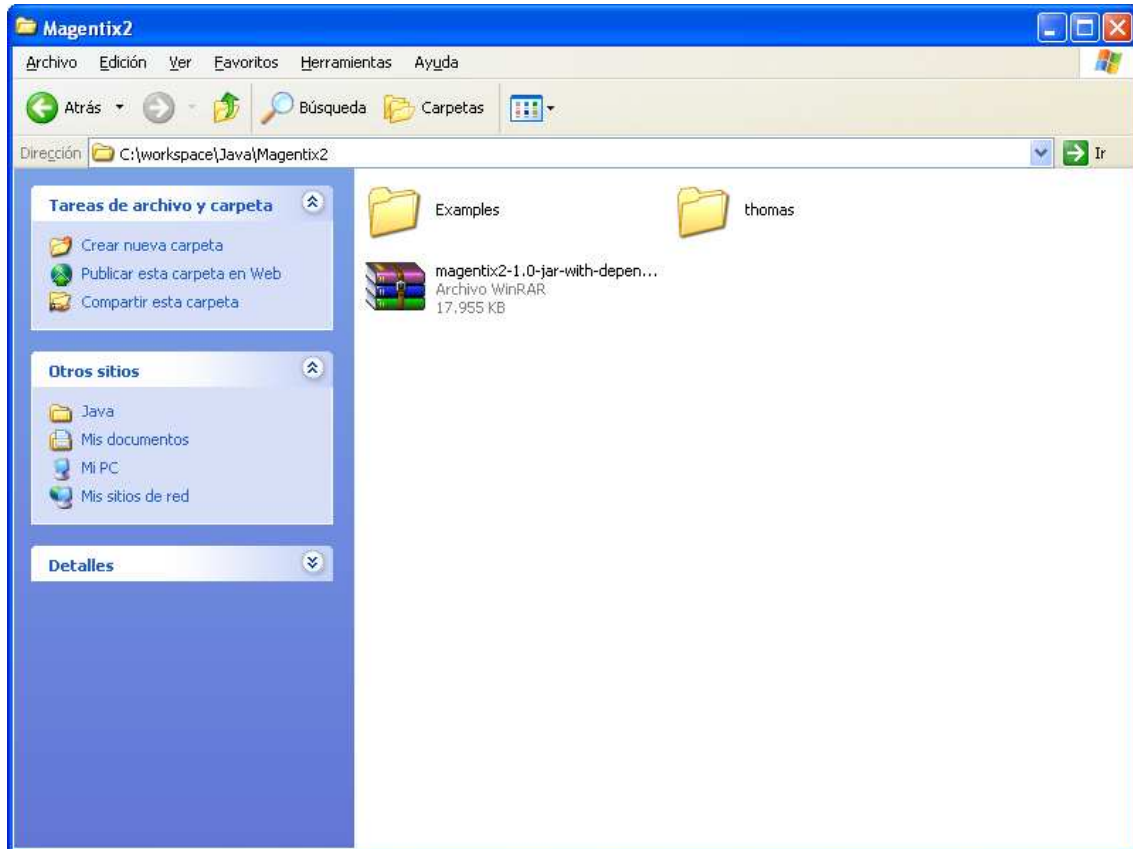 Magentix2
Archivo Edición Ver Favoritos Herramientas Ayuda
Atrás Búsqueda Carpetas
Dirección C:\workspace\Java\Magentix2 Ir
Tareas de archivo y carpeta
Crear nueva carpeta
Publicar esta carpeta en Web
Compartir esta carpeta
Otros sitios
Java
Mis documentos
Mi PC
Mis sitios de red
Detalles
Examples
thomas
magentix2-1.0-jar-with-depen...
Archivo WinRAR
17.955 KB